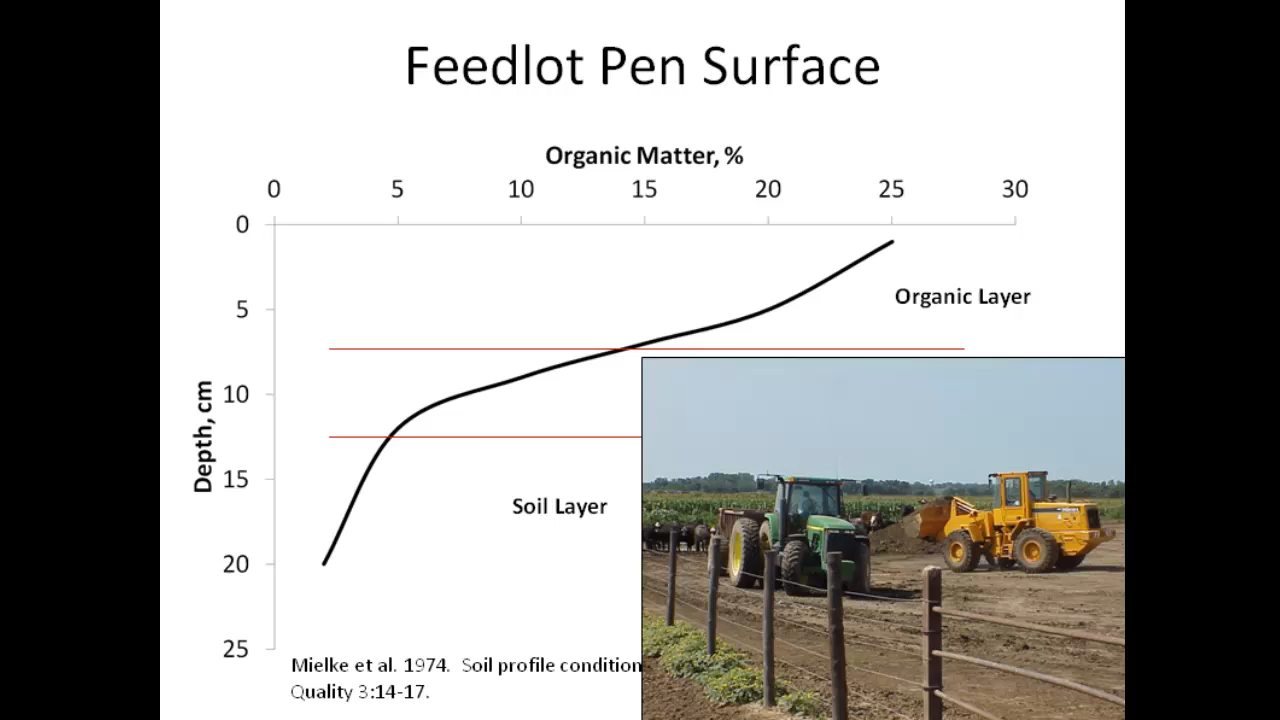 Feedlot Pen Surface
Organic Matter, %
0 5 10 15 20 25 30
0
5
10
15
20
25
Depth, cm
Organic Layer
Soil Layer
Mielke et al. 1974. Soil profile condition
Quality 3:14-17.